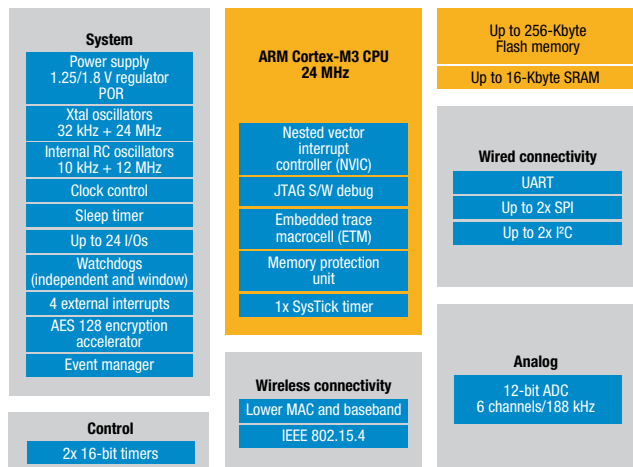 System
Power supply
1.25/1.8 V regulator
POR
Xtal oscillators
32 kHz + 24 MHz
Internal RC oscillators
10 kHz + 12 MHz
Clock control
Sleep timer
Up to 24 I/Os
Watchdogs
(independent and window)
4 external interrupts
AES 128 encryption
accelerator
Event manager
Control
2x 16-bit timers
ARM Cortex-M3 CPU
24 MHz
Nested vector
interrupt
controller (NVIC)
JTAG S/W debug
Embedded trace
macrocell (ETM)
Memory protection
unit
1x SysTick timer
Wireless connectivity
Lower MAC and baseband
IEEE 802.15.4
Up to 256-Kbyte
Flash memory
Up to 16-Kbyte SRAM
Wired connectivity
UART
Up to 2x SPI
Up to 2x I²C
Analog
12-bit ADC
6 channels/188 kHz